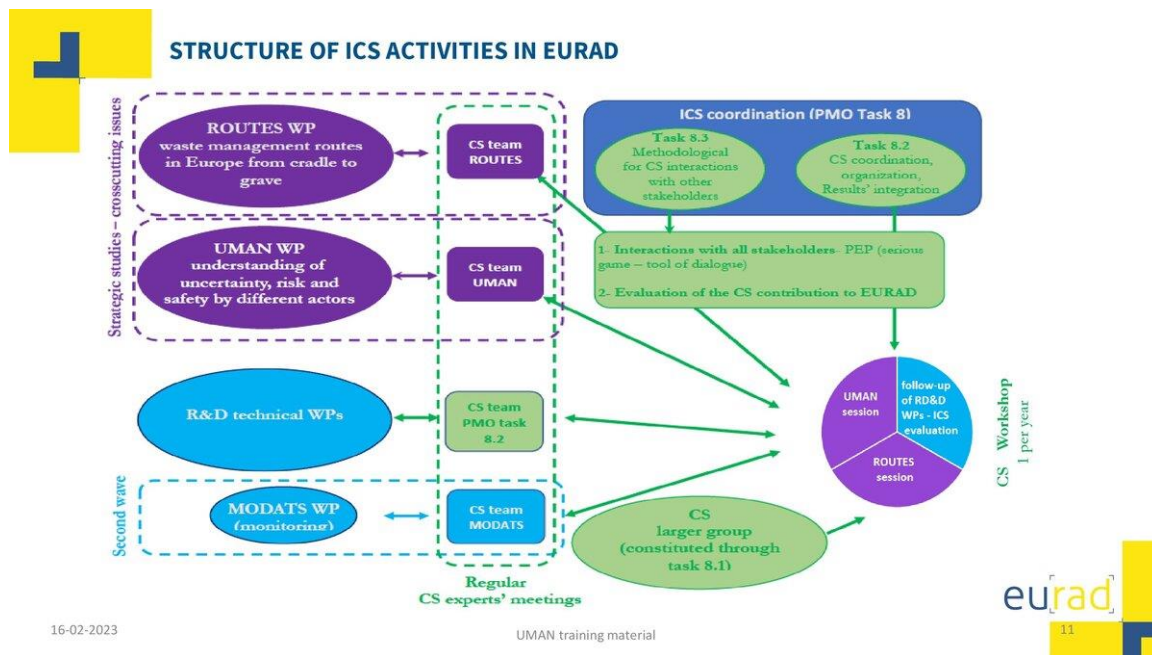 STRUCTURE OF ICS ACTIVITIES IN EURAD
Strategic studies – crosscutting issues
ROUTES WP
waste management routes
in Europe from cradle to
grave
CS team
ROUTES
UMAN WP
understanding of
uncertainty, risk and
safety by different actors
CS team
UMAN
R&D technical WPs
CS team
PMO task
8.2
Second wave
MODATS WP
(monitoring)
CS team
MODATS
Regular
CS experts' meetings
ICS coordination (PMO Task 8)
Task 8.3
Methodological
for CS interactions
with other
stakeholders
Task 8.2
CS coordination,
organization,
Results' integration
1- Interactions with all stakeholders- PEP (serious
game – tool of dialogue)
2- Evaluation of the CS contribution to EURAD
UMAN
session
follow-up
of RD&D
WPs - ICS
evaluation
ROUTES
session
CS Workshop
1 per year
CS
larger group
(constituted through
task 8.1)
eurad
16-02-2023
UMAN training material
11